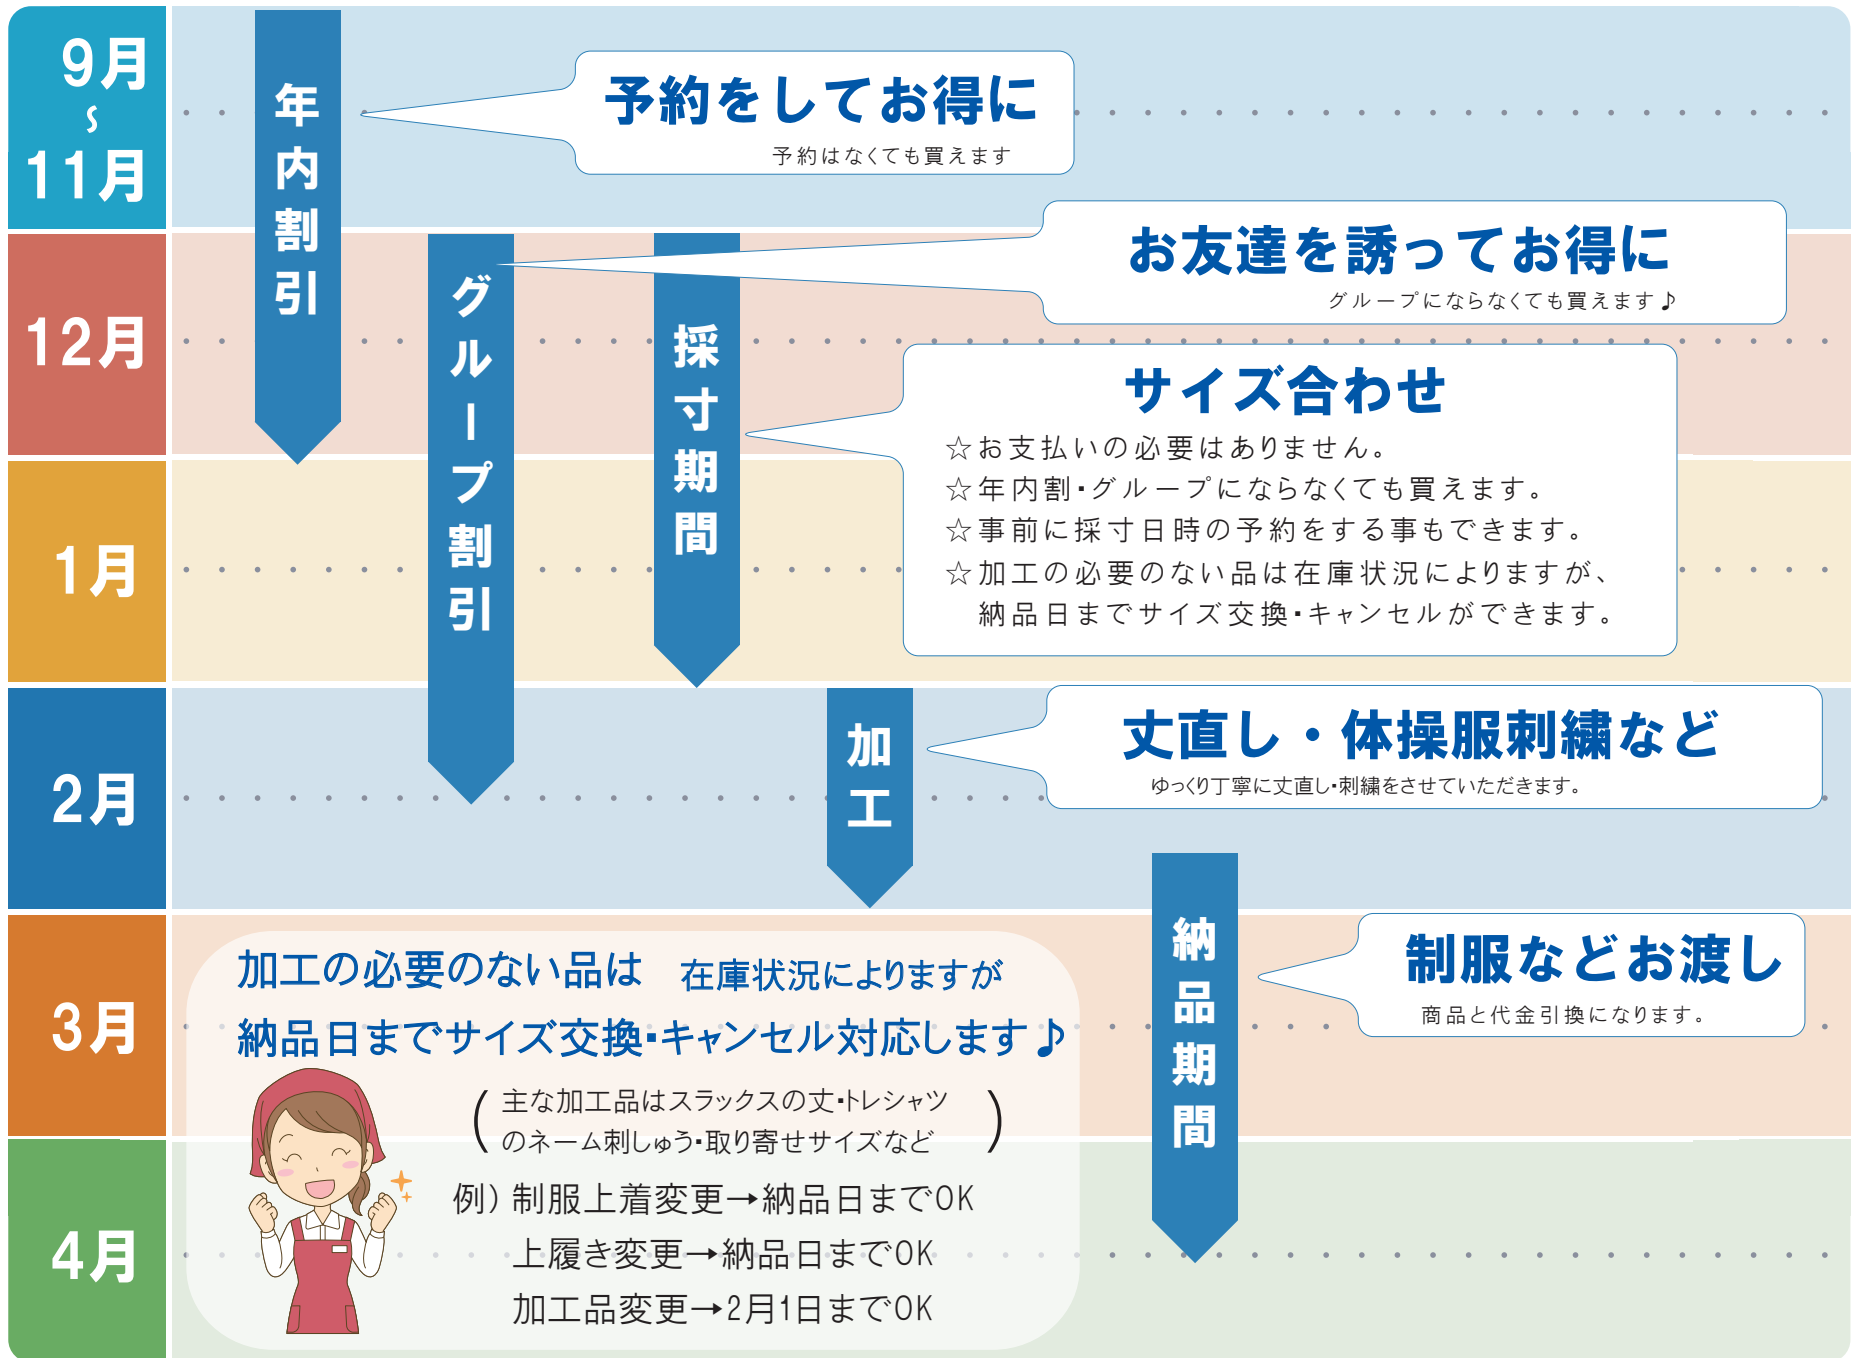 9月
〜
11月
年内割引
予約をしてお得に
予約はなくても買えます
12月
グループ割引
採寸期間
お友達を誘ってお得に
グループにならなくても買えます♪
サイズ合わせ
☆お支払いの必要はありません。
☆年内割・グループにならなくても買えます。
☆事前に採寸日時の予約をする事もできます。
☆加工の必要のない品は在庫状況によりますが、
納品日までサイズ交換・キャンセルができます。
1月
2月
加工
丈直し・体操服刺繍など
ゆっくり丁寧に丈直し・刺繍をさせていただきます。
納品期間
3月
制服などお渡し
商品と代金引換になります。
加工の必要のない品は 在庫状況によりますが
納品日までサイズ交換・キャンセル対応します♪
(主な加工品はスラックスの丈・トレシャツ
のネーム刺しゅう・取り寄せサイズなど)
例)制服上着変更→納品日までOK
上履き変更→納品日までOK
加工品変更→2月1日までOK
4月